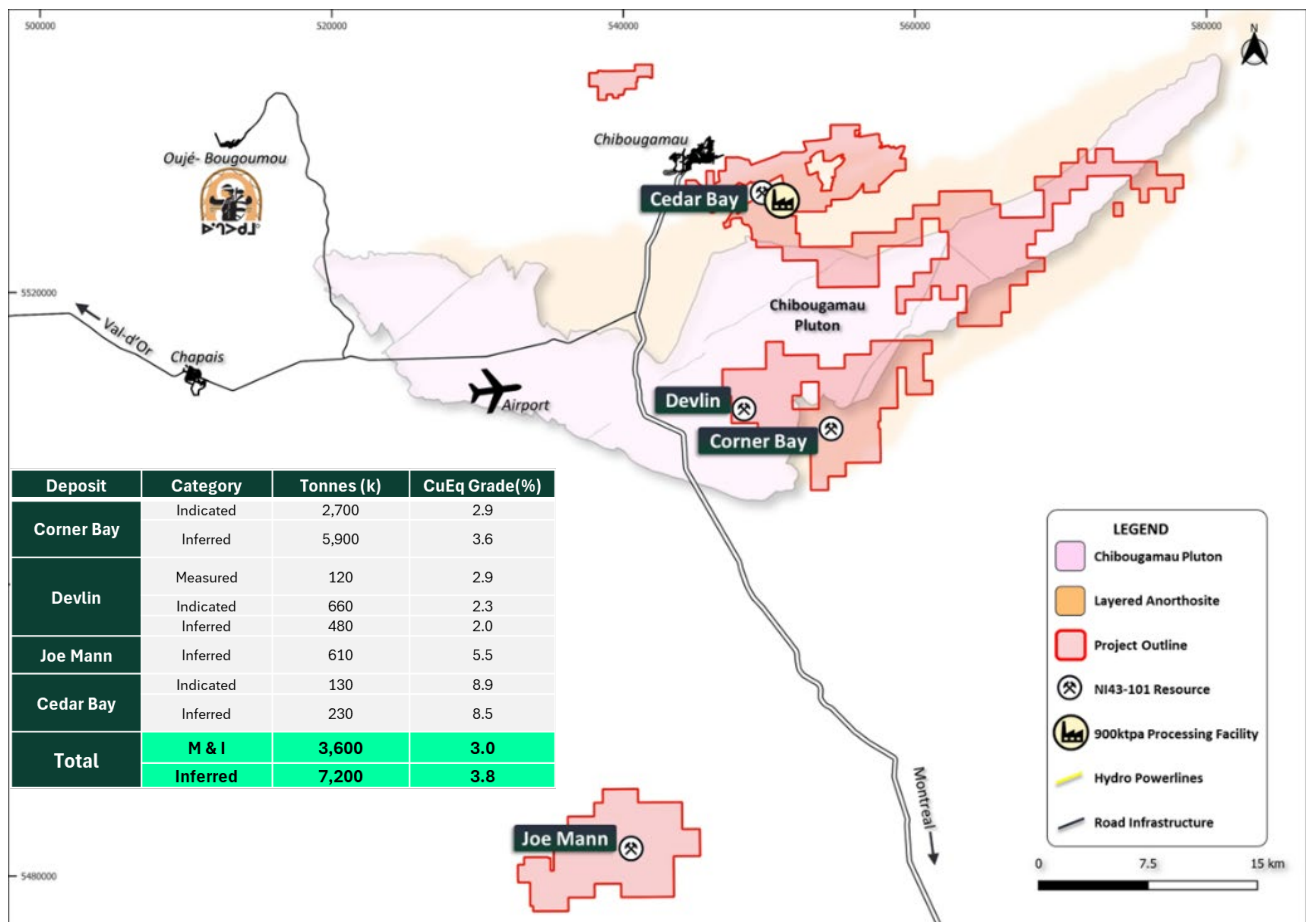 500000
520000
540000
560000
580000
N
Oujé- Bougoumou
ᐅᒉᐳᑯᒧ
Chibougamau
Cedar Bay
5520000
Val-d'Or
Chapais
Airport
Chibougamau
Pluton
Devlin
Corner Bay
Deposit Category Tonnes (k) CuEq Grade(%)
Corner Bay
Indicated 2,700 2.9
Inferred 5,900 3.6
Devlin
Measured 120 2.9
Indicated 660 2.3
Inferred 480 2.0
Joe Mann
Inferred 610 5.5
Cedar Bay
Indicated 130 8.9
Inferred 230 8.5
Total
M & I 3,600 3.0
Inferred 7,200 3.8
LEGEND
Chibougamau Pluton
Layered Anorthosite
Project Outline
NI43-101 Resource
900ktpa Processing Facility
Hydro Powerlines
Road Infrastructure
Montreal
Joe Mann
0 7.5 15 km
5480000